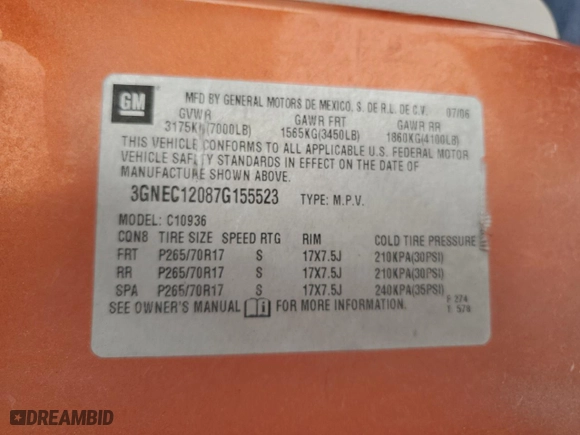 GM
MFD BY GENERAL MOTORS DE MEXICO, S. DE R.L. DE C.V. 07/06
GVWR GAWR FRT GAWR RR
3175KG(7000LB) 1565KG(3450LB) 1860KG(4100LB)
THIS VEHICLE CONFORMS TO ALL APPLICABLE U.S. FEDERAL MOTOR
VEHICLE SAFETY STANDARDS IN EFFECT ON THE DATE OF
MANUFACTURE SHOWN ABOVE.
3GNEC12087G155523 TYPE: M.P.V.
MODEL: C10936
CQN8 TIRE SIZE SPEED RTG RIM COLD TIRE PRESSURE
FRT P265/70R17 S 17X7.5J 210KPA(30PSI)
RR P265/70R17 S 17X7.5J 210KPA(30PSI)
SPA P265/70R17 S 17X7.5J 240KPA(35PSI)
SEE OWNER'S MANUAL FOR MORE INFORMATION.
P 274
T 578
DREAMBID